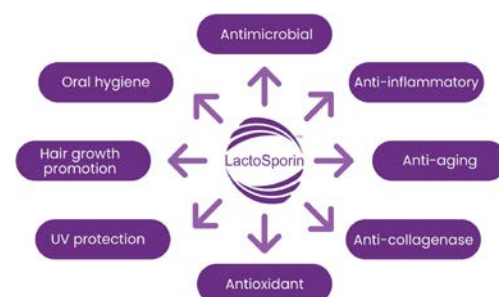 Antimicrobial
Oral hygiene
Anti-inflammatory
Hair growth
promotion
LactoSporin
Anti-aging
UV protection
Anti-collagenase
Antioxidant